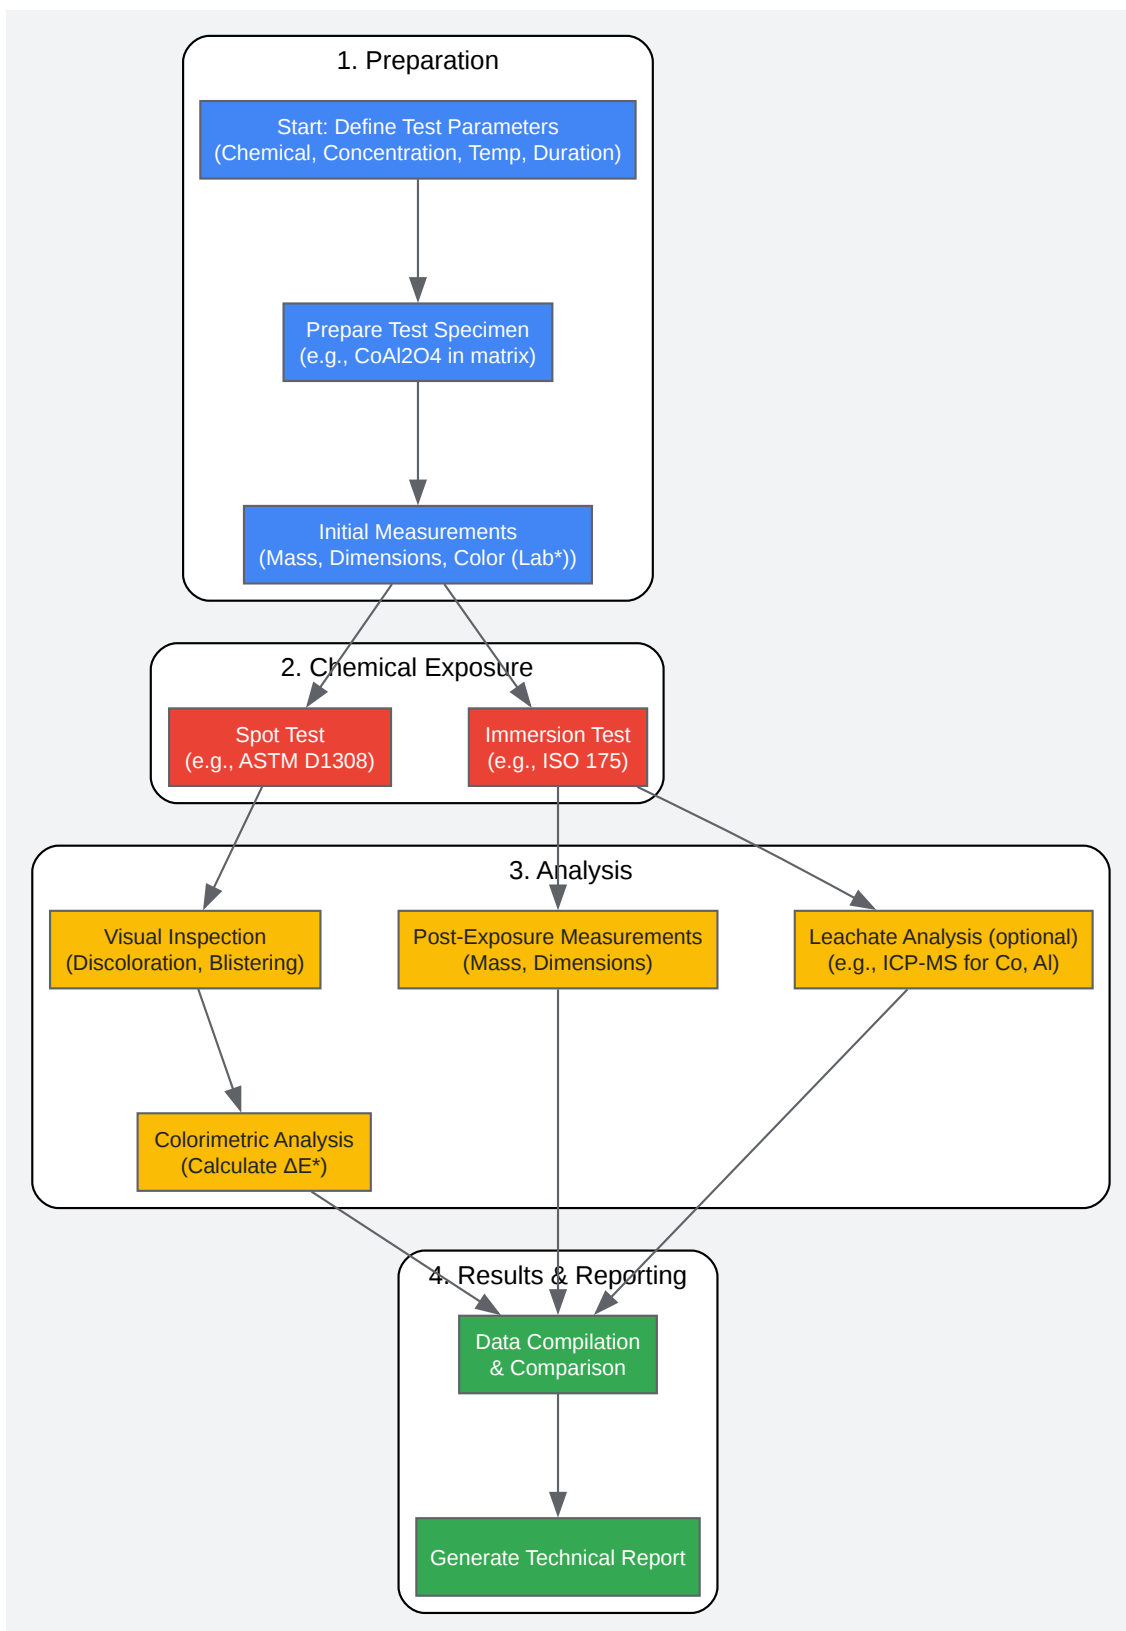 1. Preparation
Start: Define Test Parameters
(Chemical, Concentration, Temp, Duration)
Prepare Test Specimen
(e.g., CoAl2O4 in matrix)
Initial Measurements
(Mass, Dimensions, Color (Lab*))
2. Chemical Exposure
Spot Test
(e.g., ASTM D1308)
Immersion Test
(e.g., ISO 175)
3. Analysis
Visual Inspection
(Discoloration, Blistering)
Post-Exposure Measurements
(Mass, Dimensions)
Leachate Analysis (optional)
(e.g., ICP-MS for Co, Al)
Colorimetric Analysis
(Calculate ΔE*)
4. Results & Reporting
Data Compilation
& Comparison
Generate Technical Report